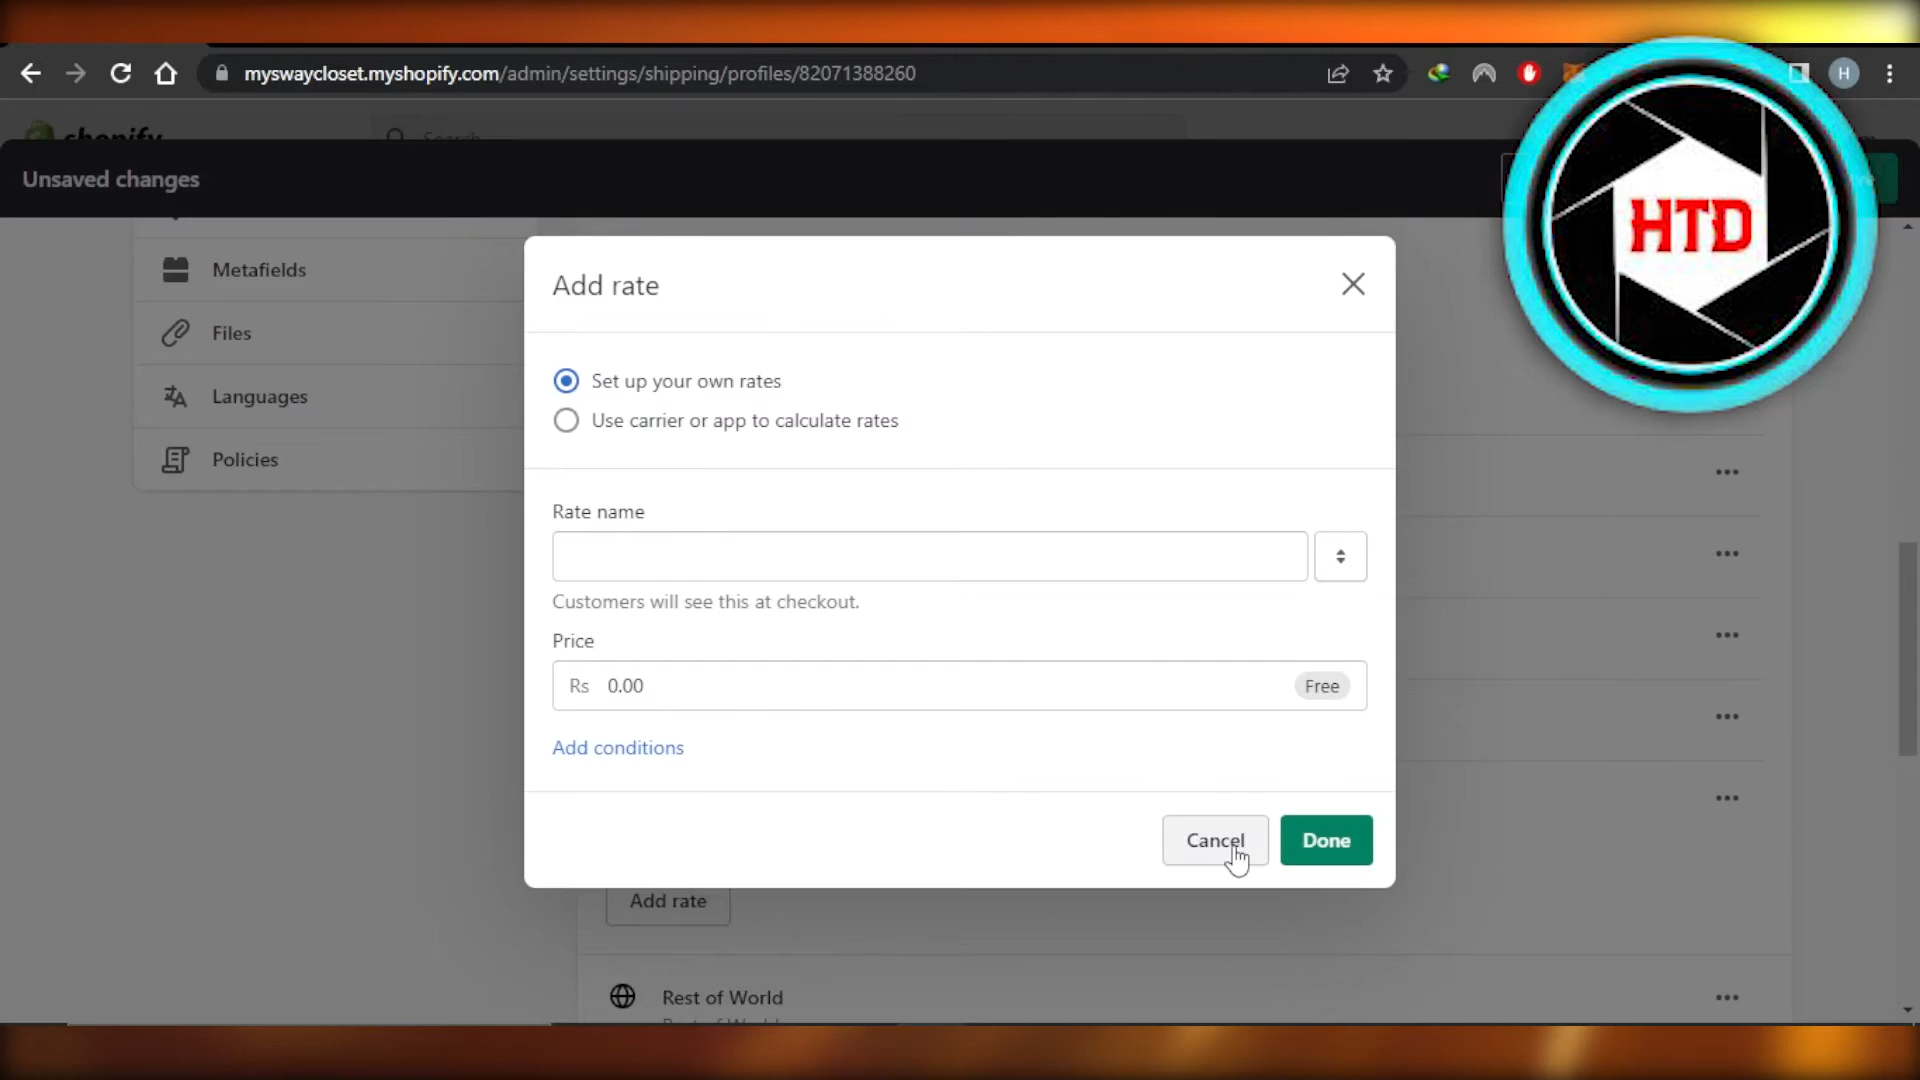 myswaycloset.myshopify.com/admin/settings/shipping/profiles/82071388260
H
shopify
Search
Unsaved changes
HTD
Metafields
Files
Languages
Policies
Add rate
Set up your own rates
Use carrier or app to calculate rates
Rate name
Customers will see this at checkout.
Price
Rs 0.00 Free
Add conditions
Cancel Done
Add rate
Rest of World